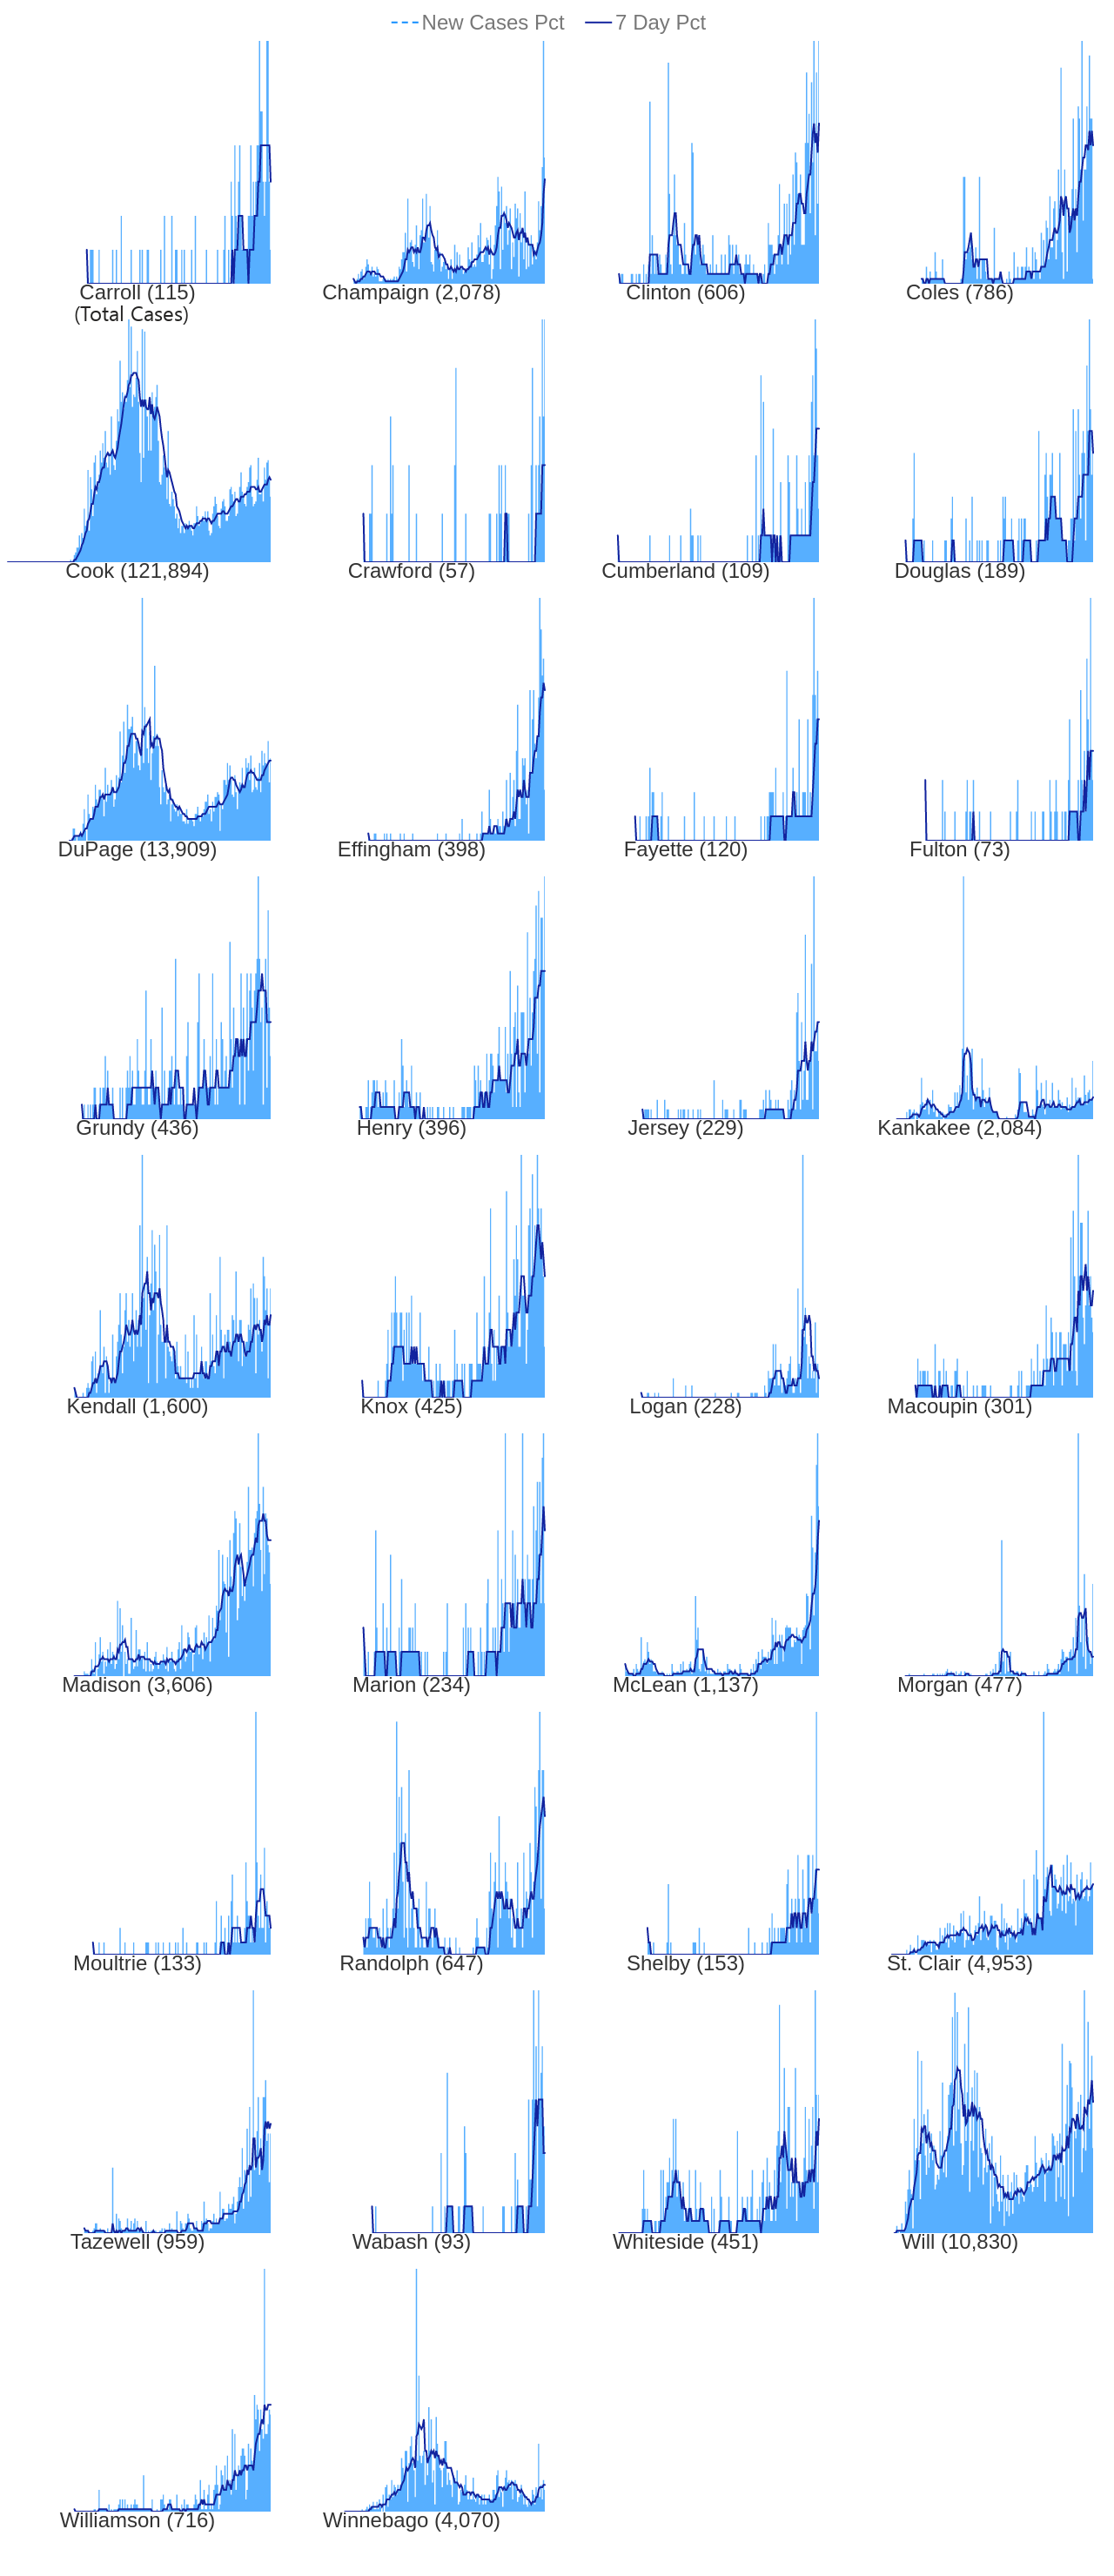 New Cases Pct 7 Day Pct
Carroll (115) Champaign (2,078) Clinton (606) Coles (786)
(Total Cases)
Cook (121,894) Crawford (57) Cumberland (109) Douglas (189)
DuPage (13,909) Effingham (398) Fayette (120) Fulton (73)
Grundy (436) Henry (396) Jersey (229) Kankakee (2,084)
Kendall (1,600) Knox (425) Logan (228) Macoupin (301)
Madison (3,606) Marion (234) McLean (1,137) Morgan (477)
Moultrie (133) Randolph (647) Shelby (153) St. Clair (4,953)
Tazewell (959) Wabash (93) Whiteside (451) Will (10,830)
Williamson (716) Winnebago (4,070)